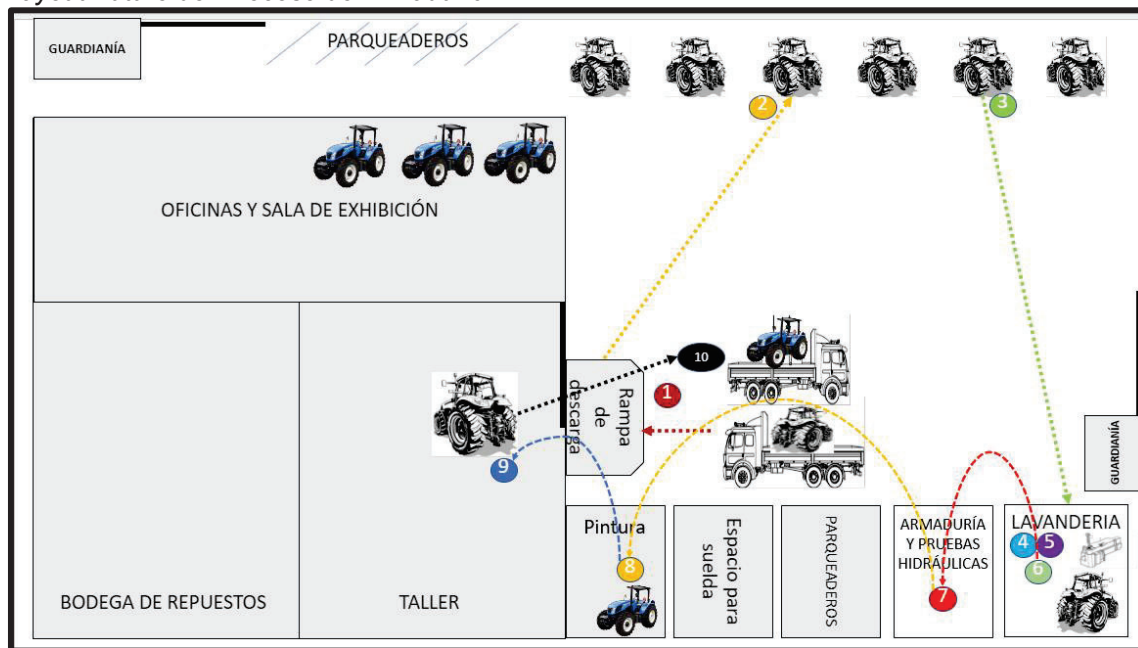 GUARDIANÍA
PARQUEADEROS
2
3
OFICINAS Y SALA DE EXHIBICIÓN
10
1
Rampa
de
descarga
9
GUARDIANÍA
Pintura
8
Espacio para
suelda
PARQUEADEROS
ARMADURÍA
Y PRUEBAS
HIDRÁULICAS
7
LAVANDERIA
4
5
6
BODEGA DE REPUESTOS
TALLER